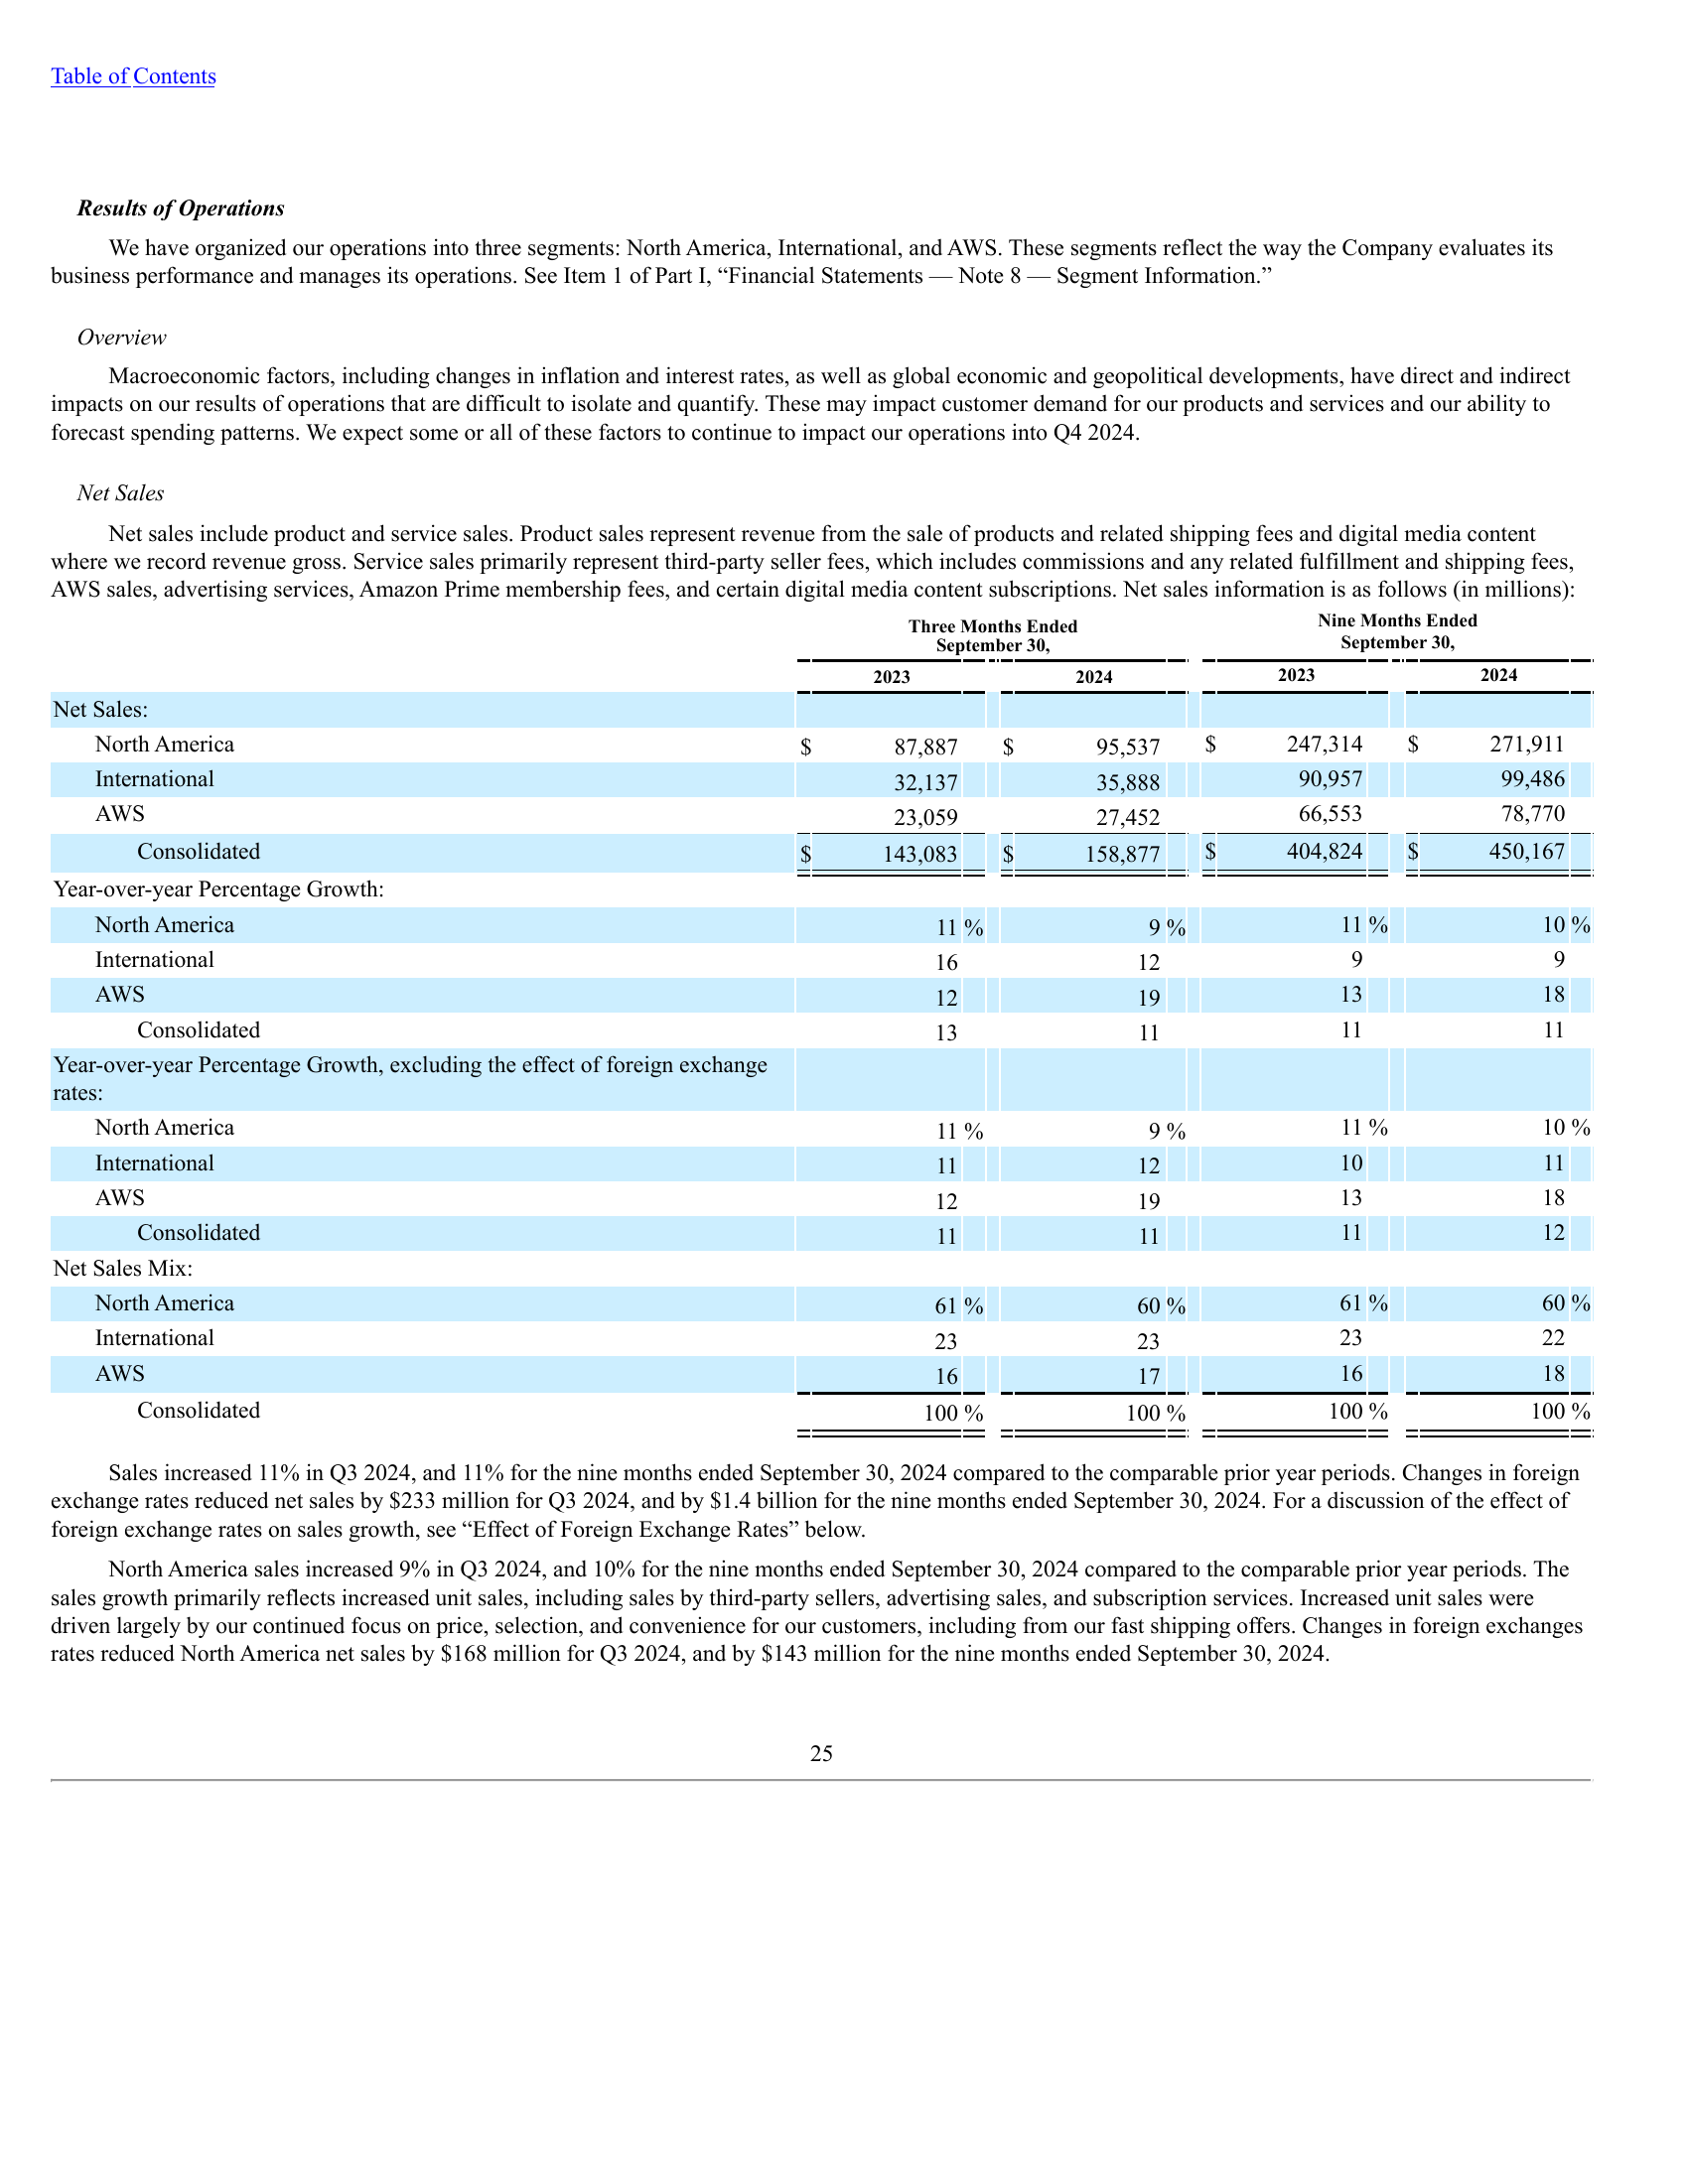 Table of Contents
Results of Operations
We have organized our operations into three segments: North America, International, and AWS. These segments reflect the way the Company evaluates its
business performance and manages its operations. See Item 1 of Part I, “Financial Statements — Note 8 — Segment Information.”
Overview
Macroeconomic factors, including changes in inflation and interest rates, as well as global economic and geopolitical developments, have direct and indirect
impacts on our results of operations that are difficult to isolate and quantify. These may impact customer demand for our products and services and our ability to
forecast spending patterns. We expect some or all of these factors to continue to impact our operations into Q4 2024.
Net Sales
Net sales include product and service sales. Product sales represent revenue from the sale of products and related shipping fees and digital media content
where we record revenue gross. Service sales primarily represent third-party seller fees, which includes commissions and any related fulfillment and shipping fees,
AWS sales, advertising services, Amazon Prime membership fees, and certain digital media content subscriptions. Net sales information is as follows (in millions):
Three Months Ended Nine Months Ended
September 30, September 30,
2023 2024 2023 2024
Net Sales:
North America $ 87,887 $ 95,537 $ 247,314 $ 271,911
International 32,137 35,888 90,957 99,486
AWS 23,059 27,452 66,553 78,770
Consolidated $ 143,083 $ 158,877 $ 404,824 $ 450,167
Year-over-year Percentage Growth:
North America 11 % 9 % 11 % 10 %
International 16 12 9 9
AWS 12 19 13 18
Consolidated 13 11 11 11
Year-over-year Percentage Growth, excluding the effect of foreign exchange
rates:
North America 11 % 9 % 11 % 10 %
International 11 12 10 11
AWS 12 19 13 18
Consolidated 11 11 11 12
Net Sales Mix:
North America 61 % 60 % 61 % 60 %
International 23 23 23 22
AWS 16 17 16 18
Consolidated 100 % 100 % 100 % 100 %
Sales increased 11% in Q3 2024, and 11% for the nine months ended September 30, 2024 compared to the comparable prior year periods. Changes in foreign
exchange rates reduced net sales by $233 million for Q3 2024, and by $1.4 billion for the nine months ended September 30, 2024. For a discussion of the effect of
foreign exchange rates on sales growth, see “Effect of Foreign Exchange Rates” below.
North America sales increased 9% in Q3 2024, and 10% for the nine months ended September 30, 2024 compared to the comparable prior year periods. The
sales growth primarily reflects increased unit sales, including sales by third-party sellers, advertising sales, and subscription services. Increased unit sales were
driven largely by our continued focus on price, selection, and convenience for our customers, including from our fast shipping offers. Changes in foreign exchanges
rates reduced North America net sales by $168 million for Q3 2024, and by $143 million for the nine months ended September 30, 2024.
25